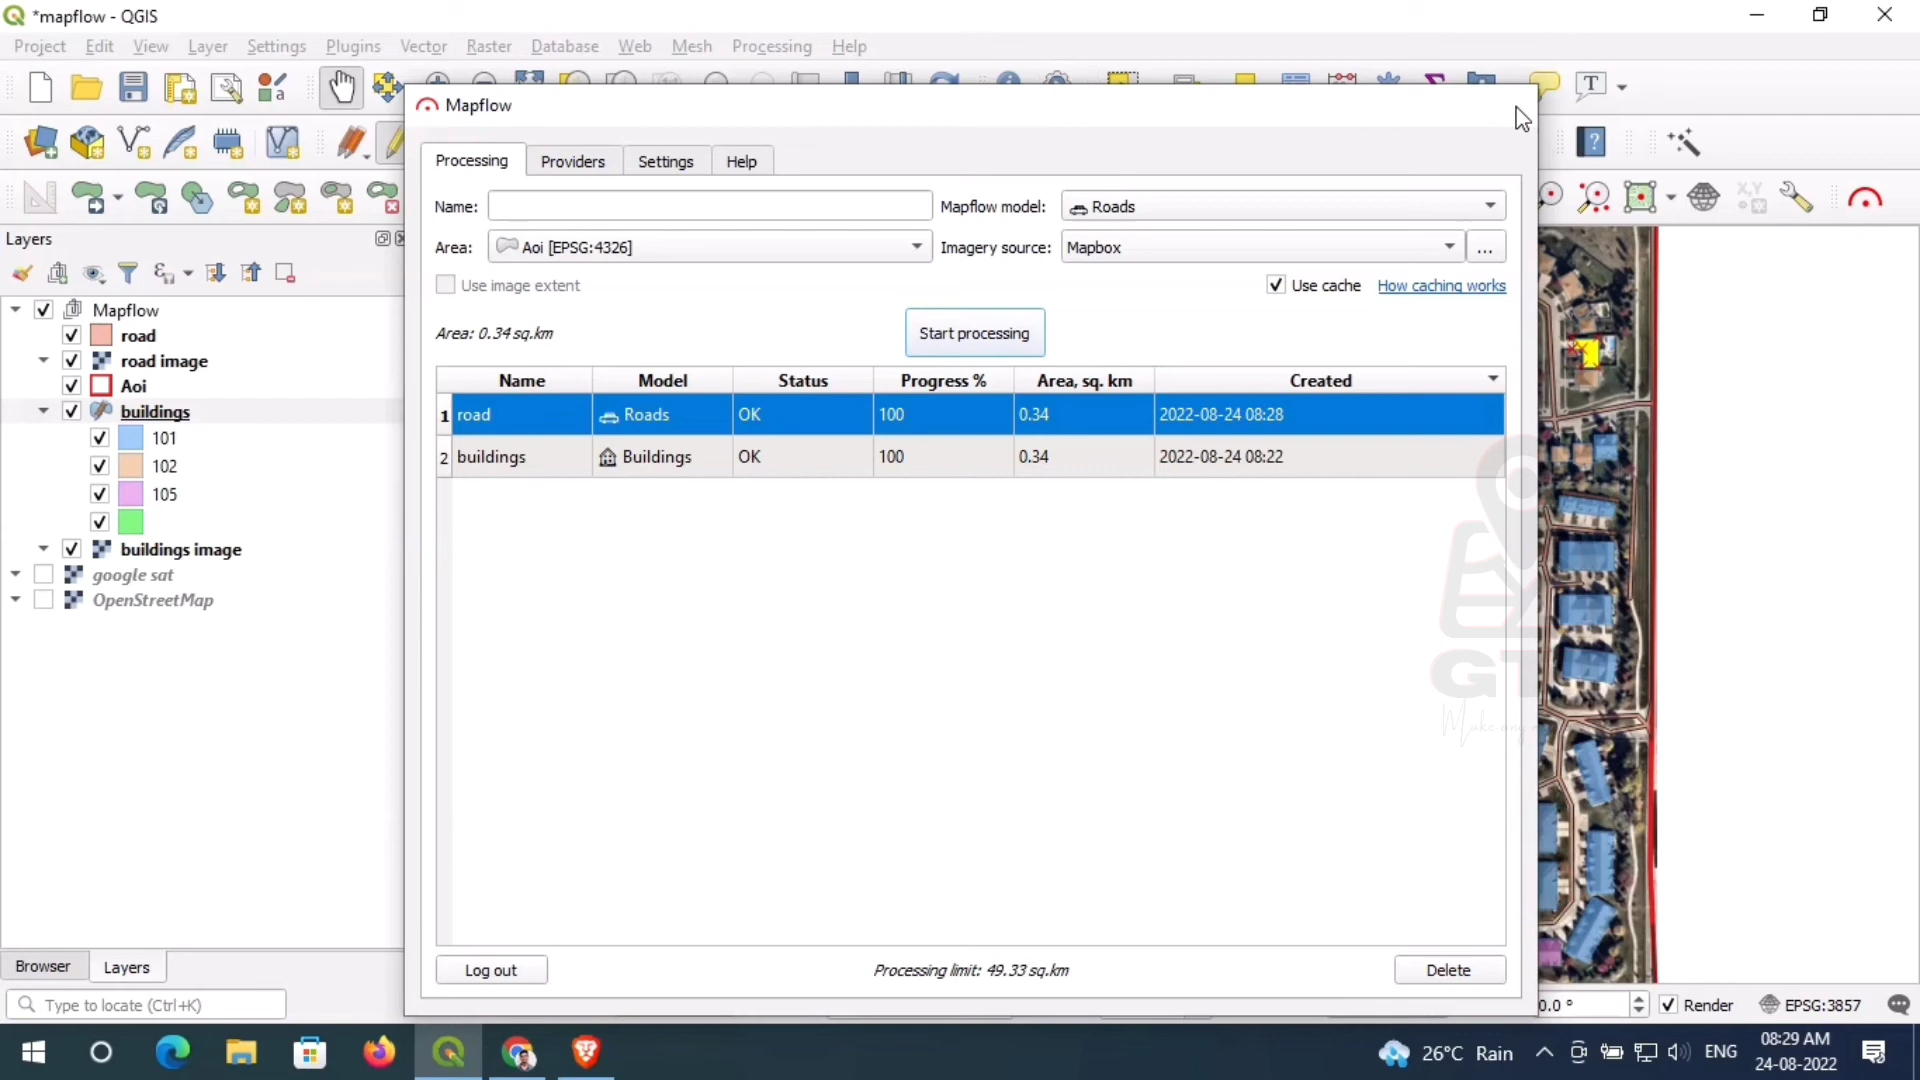 *mapflow - QGIS
Project Edit View Layer Settings Plugins Vector Raster Database Web Mesh Processing Help
Mapflow
Processing Providers Settings Help
Name: Mapflow model: Roads
Area: Aoi [EPSG:4326] Imagery source: Mapbox ...
Use image extent Use cache How caching works
Area: 0.34 sq.km Start processing
Name Model Status Progress % Area, sq. km Created
1 road Roads OK 100 0.34 2022-08-24 08:28
2 buildings Buildings OK 100 0.34 2022-08-24 08:22
Log out Processing limit: 49.33 sq.km Delete
Layers
Mapflow
road
road image
Aoi
buildings
101
102
105
buildings image
google sat
OpenStreetMap
Browser Layers
Type to locate (Ctrl+K)
0.0 ° Render EPSG:3857
GT
26°C Rain ENG 08:29 AM
24-08-2022